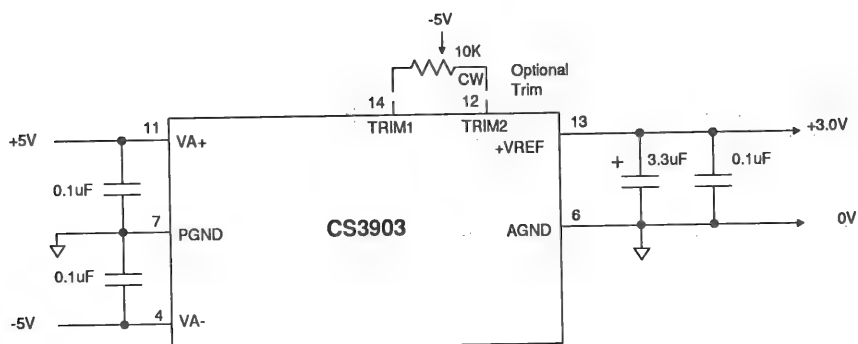 -5V
10K
CW
Optional
Trim
14
12
TRIM1
TRIM2
+5V
11
VA+
+VREF
13
+3.0V
0.1uF
+
3.3uF
0.1uF
7
PGND
CS3903
AGND
6
0V
0.1uF
-5V
4
VA-